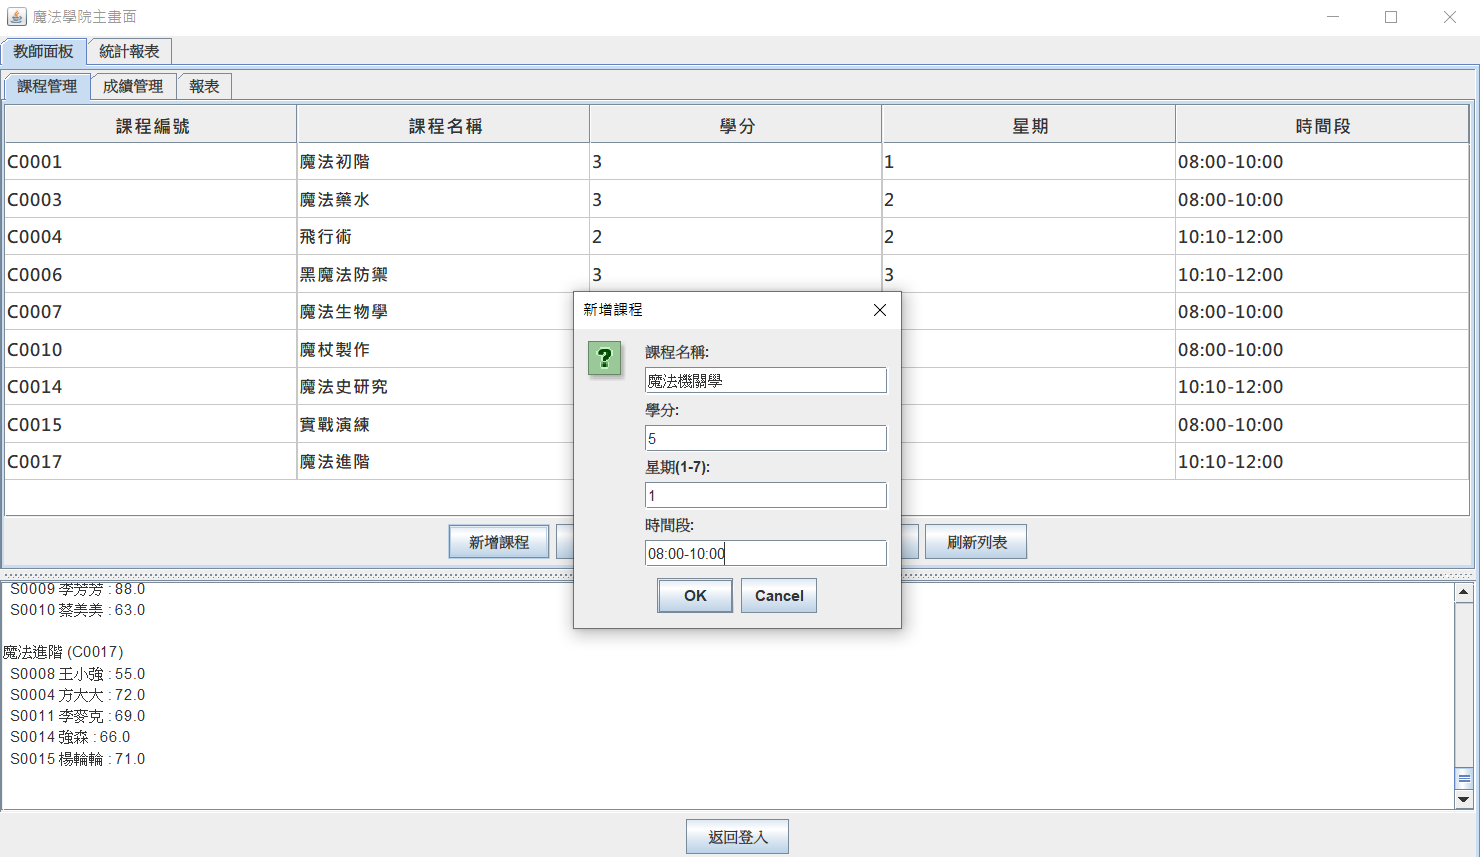 魔法學院主畫面
教師面板 統計報表
課程管理 成績管理 報表
課程編號 課程名稱 學分 星期 時間段
C0001 魔法初階 3 1 08:00-10:00
C0003 魔法藥水 3 2 08:00-10:00
C0004 飛行術 2 2 10:10-12:00
C0006 黑魔法防禦 3 3 10:10-12:00
C0007 魔法生物學 08:00-10:00
C0010 魔杖製作 08:00-10:00
C0014 魔法史研究 10:10-12:00
C0015 實戰演練 08:00-10:00
C0017 魔法進階 10:10-12:00
新增課程
課程名稱:
魔法機關學
學分:
5
星期(1-7):
1
時間段:
08:00-10:00
OK Cancel
新增課程 刷新列表
S0009 李芳芳 : 88.0
S0010 蔡美美 : 63.0
魔法進階 (C0017)
S0008 王小強 : 55.0
S0004 方大大 : 72.0
S0011 李麥克 : 69.0
S0014 強森 : 66.0
S0015 楊輪輪 : 71.0
返回登入